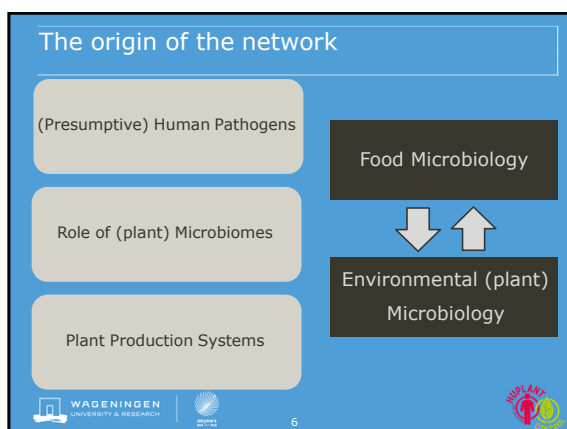 The origin of the network
(Presumptive) Human Pathogens
Role of (plant) Microbiomes
Plant Production Systems
Food Microbiology
Environmental (plant)
Microbiology
WAGENINGEN
UNIVERSITY & RESEARCH
6
HUPLANT